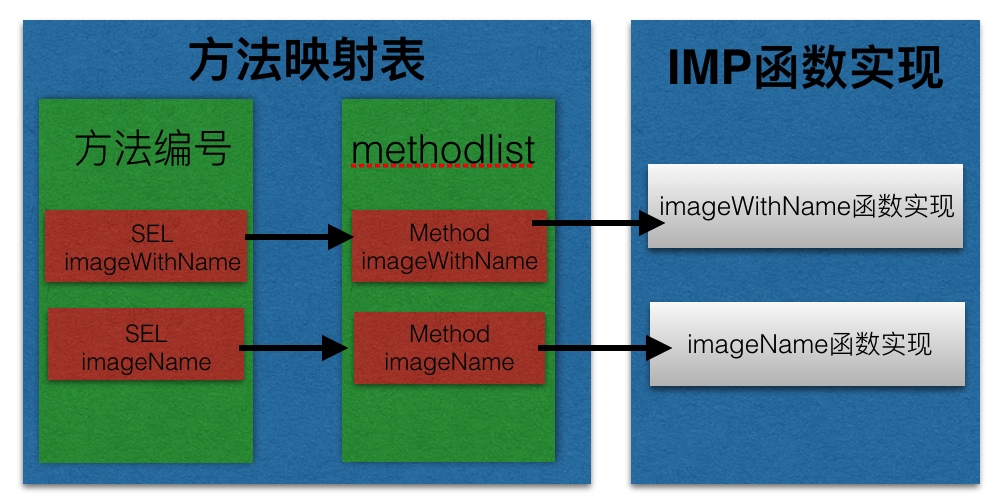 方法映射表
IMP函数实现
方法编号
methodlist
SEL
imageWithName
Method
imageWithName
imageWithName函数实现
SEL
imageName
Method
imageName
imageName函数实现